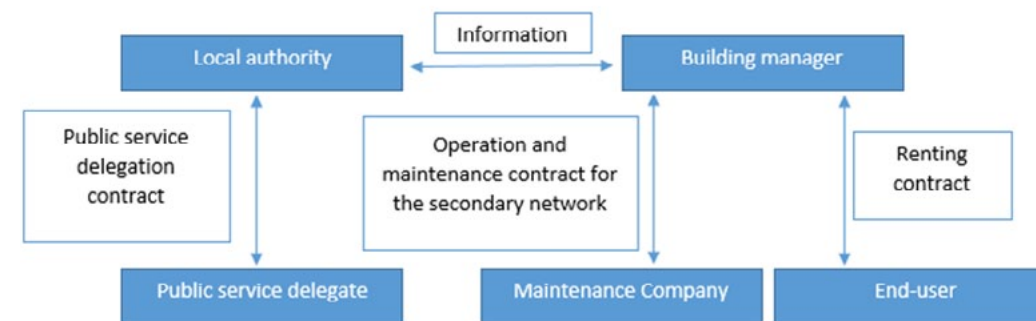 Information
Local authority
Building manager
Public service
delegation
contract
Operation and
maintenance contract for
the secondary network
Renting
contract
Public service delegate
Maintenance Company
End-user